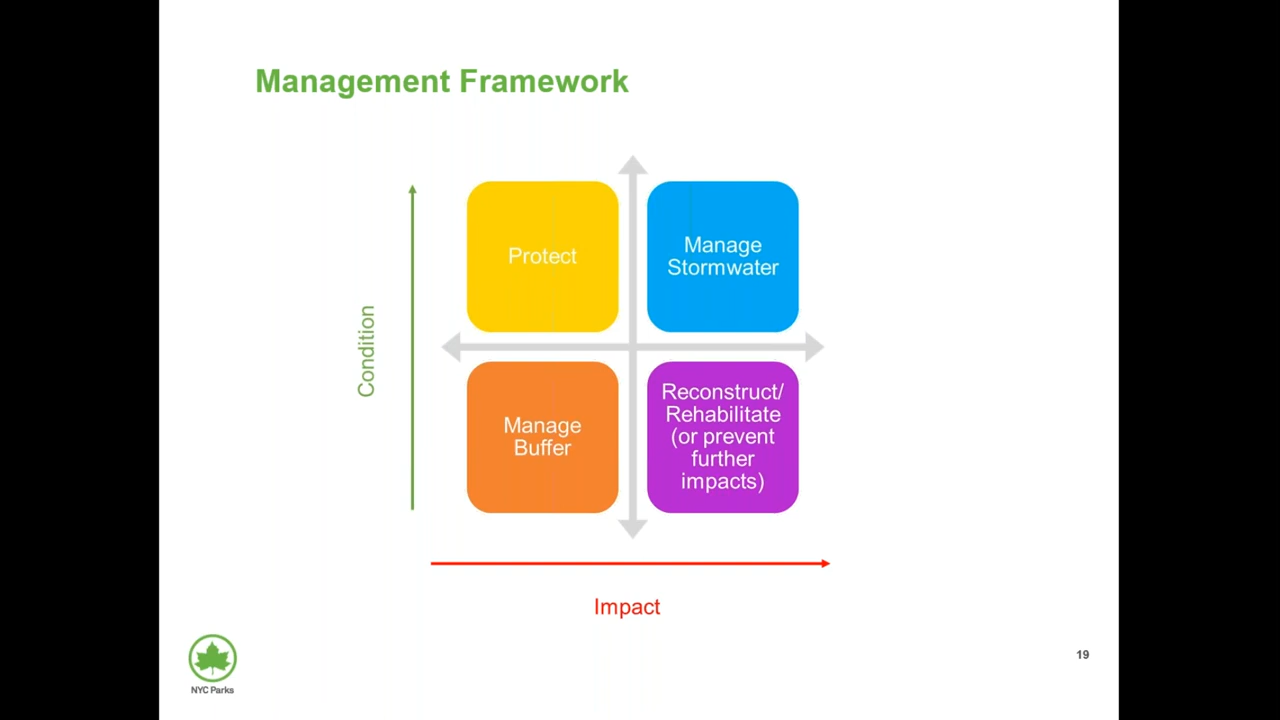 Management Framework
Condition
Protect
Manage
Stormwater
Manage
Buffer
Reconstruct/
Rehabilitate
(or prevent
further
impacts)
Impact
NYC Parks
19